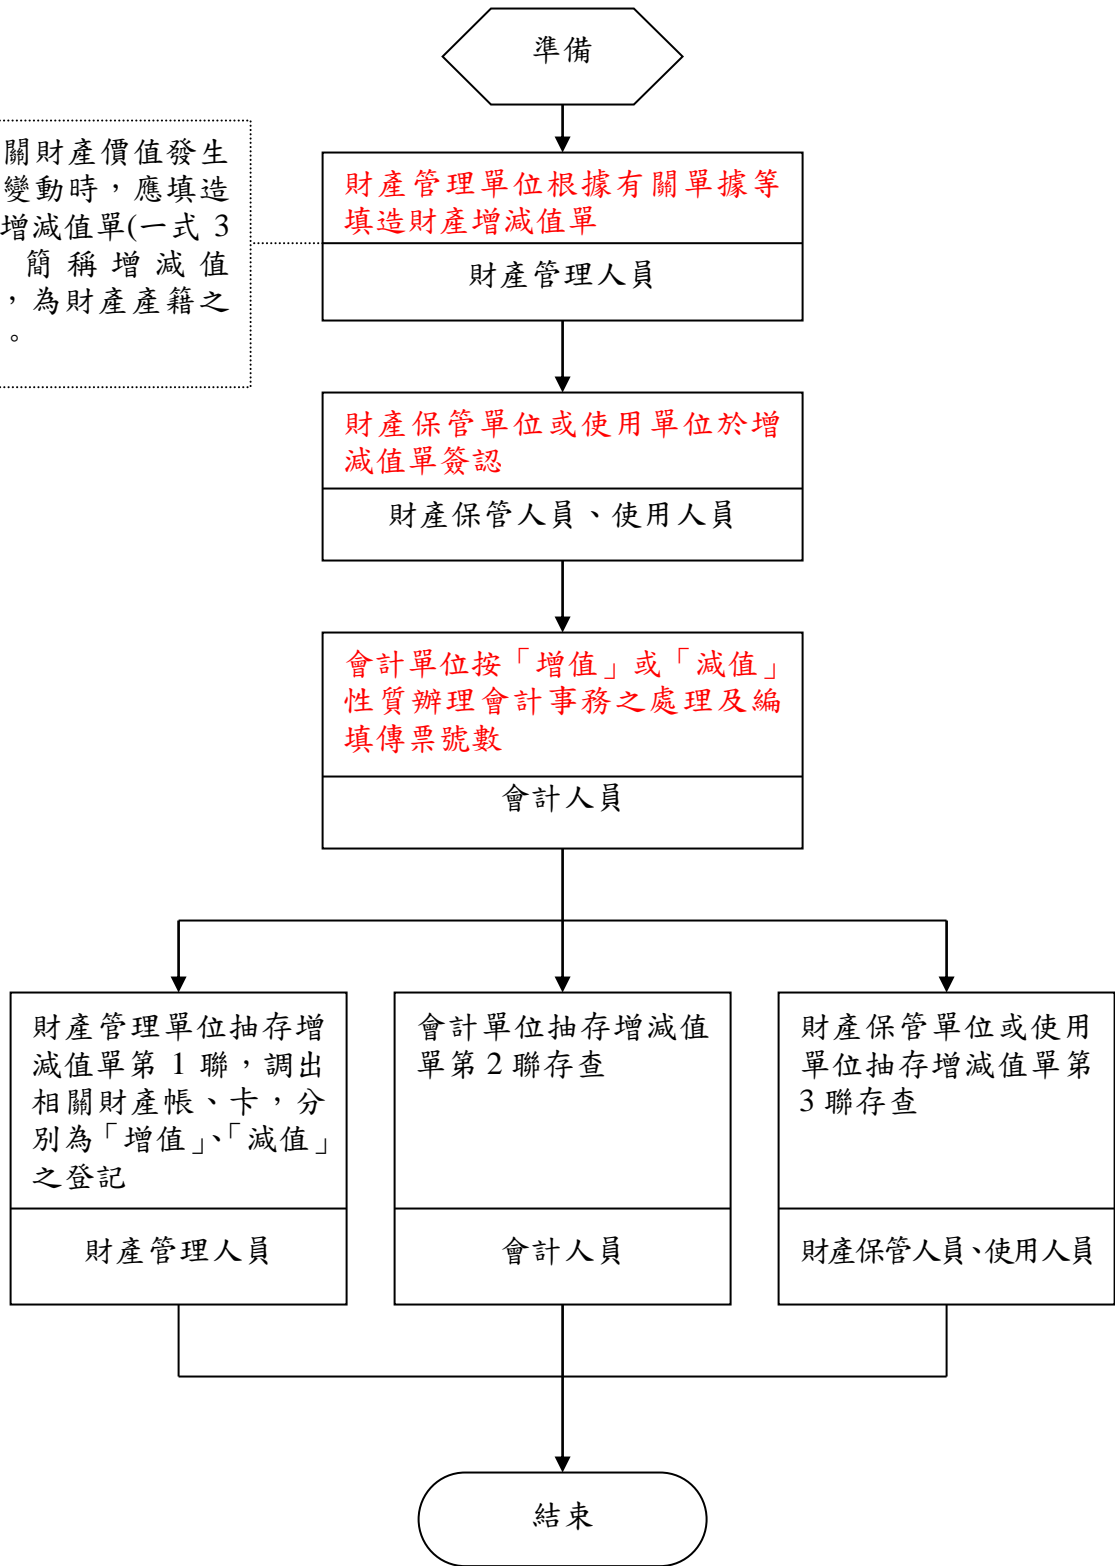 準備
關財產價值發生
變動時，應填造
增減值單(一式 3
簡稱增減值
，為財產產籍之
。
財產管理單位根據有關單據等
填造財產增減值單
財產管理人員
財產保管單位或使用單位於增
減值單簽認
財產保管人員、使用人員
會計單位按「增值」或「減值」
性質辦理會計事務之處理及編
填傳票號數
會計人員
財產管理單位抽存增
減值單第 1 聯，調出
相關財產帳、卡，分
別為「增值」、「減值」
之登記
財產管理人員
會計單位抽存增減值
單第 2 聯存查
會計人員
財產保管單位或使用
單位抽存增減值單第
3 聯存查
財產保管人員、使用人員
結束